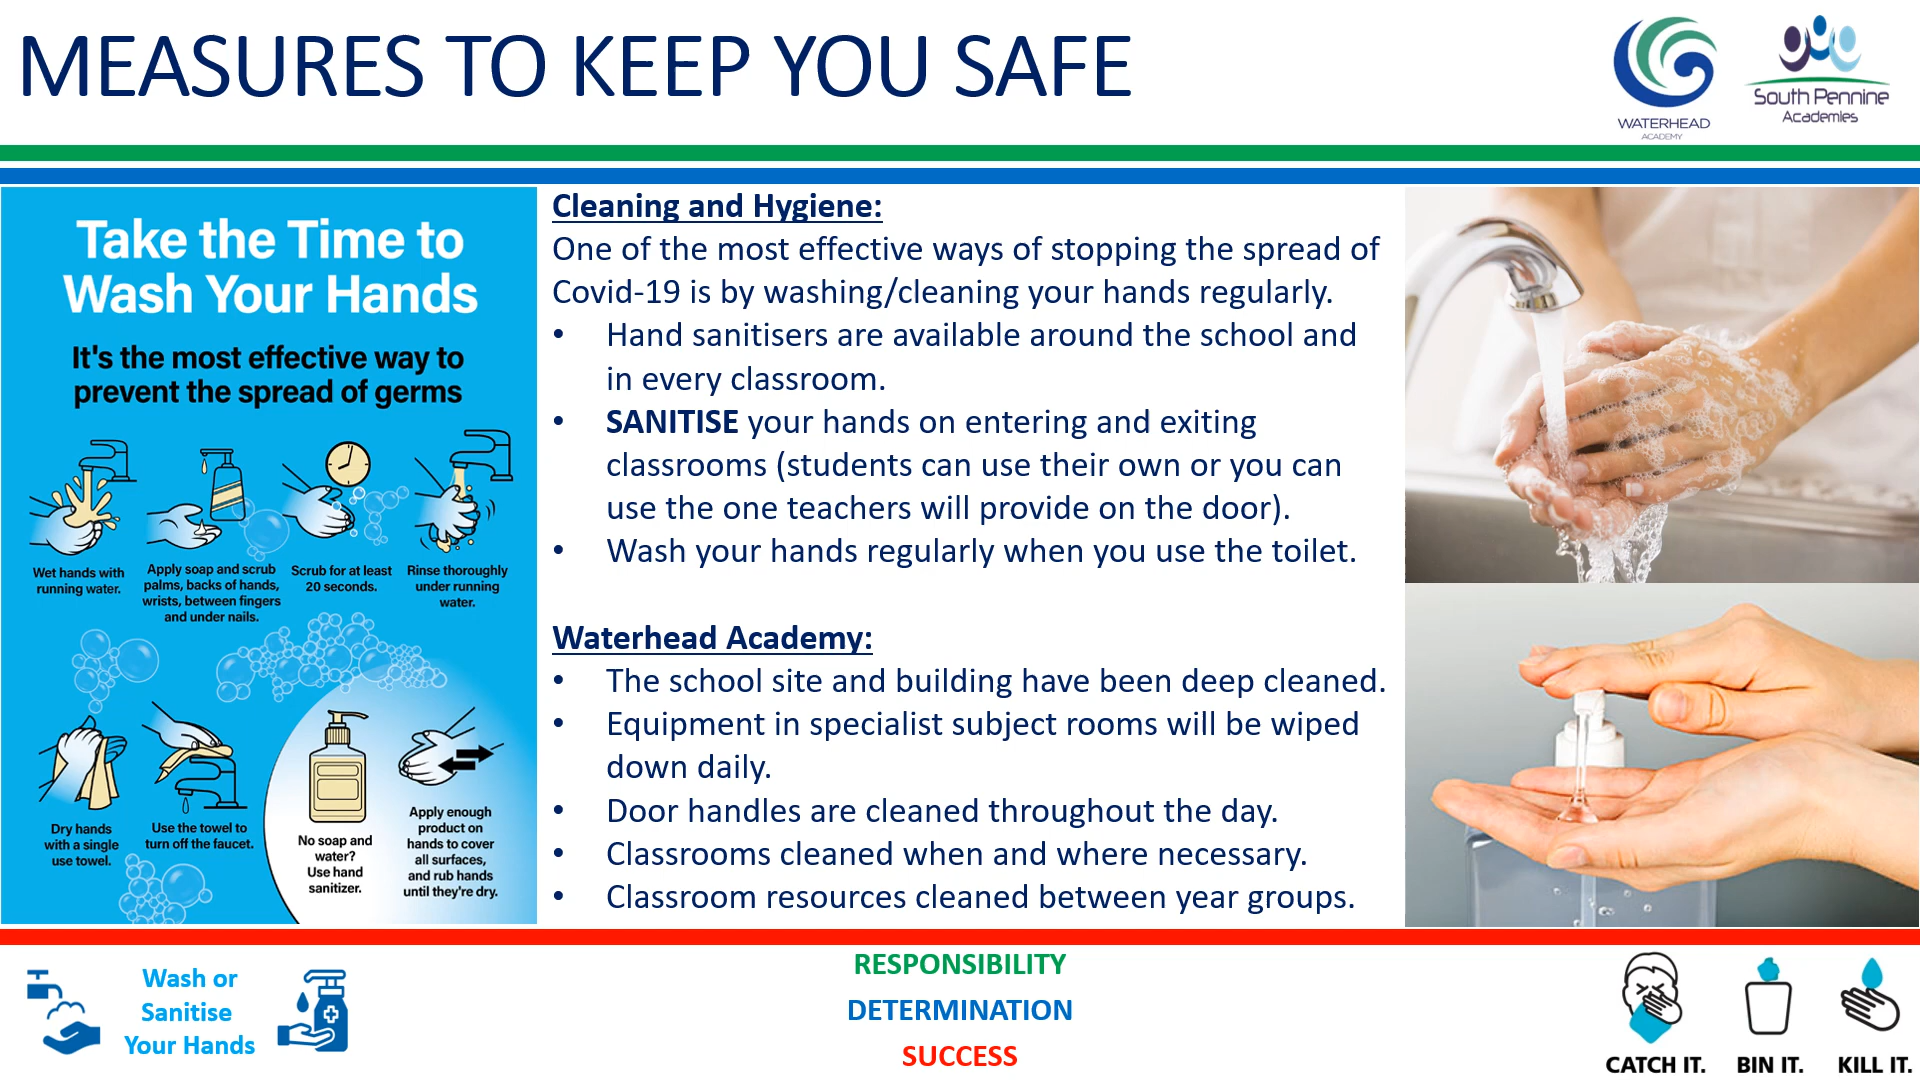 MEASURES TO KEEP YOU SAFE
WATERHEAD
ACADEMY
South Pennine
Academies
Take the Time to
Wash Your Hands
It's the most effective way to
prevent the spread of germs
Wet hands with
running water.
Apply soap and scrub
palms, backs of hands,
wrists, between fingers
and under nails.
Scrub for at least
20 seconds.
Rinse thoroughly
under running
water.
Dry hands
with a single
use towel.
Use the towel to
turn off the faucet.
No soap and
water?
Use hand
sanitizer.
Apply enough
product on
hands to cover
all surfaces,
and rub hands
until they're dry.
Cleaning and Hygiene:
One of the most effective ways of stopping the spread of
Covid-19 is by washing/cleaning your hands regularly.
• Hand sanitisers are available around the school and
in every classroom.
• SANITISE your hands on entering and exiting
classrooms (students can use their own or you can
use the one teachers will provide on the door).
• Wash your hands regularly when you use the toilet.
Waterhead Academy:
• The school site and building have been deep cleaned.
• Equipment in specialist subject rooms will be wiped
down daily.
• Door handles are cleaned throughout the day.
• Classrooms cleaned when and where necessary.
• Classroom resources cleaned between year groups.
Wash or
Sanitise
Your Hands
RESPONSIBILITY
DETERMINATION
SUCCESS
CATCH IT.
BIN IT.
KILL IT.